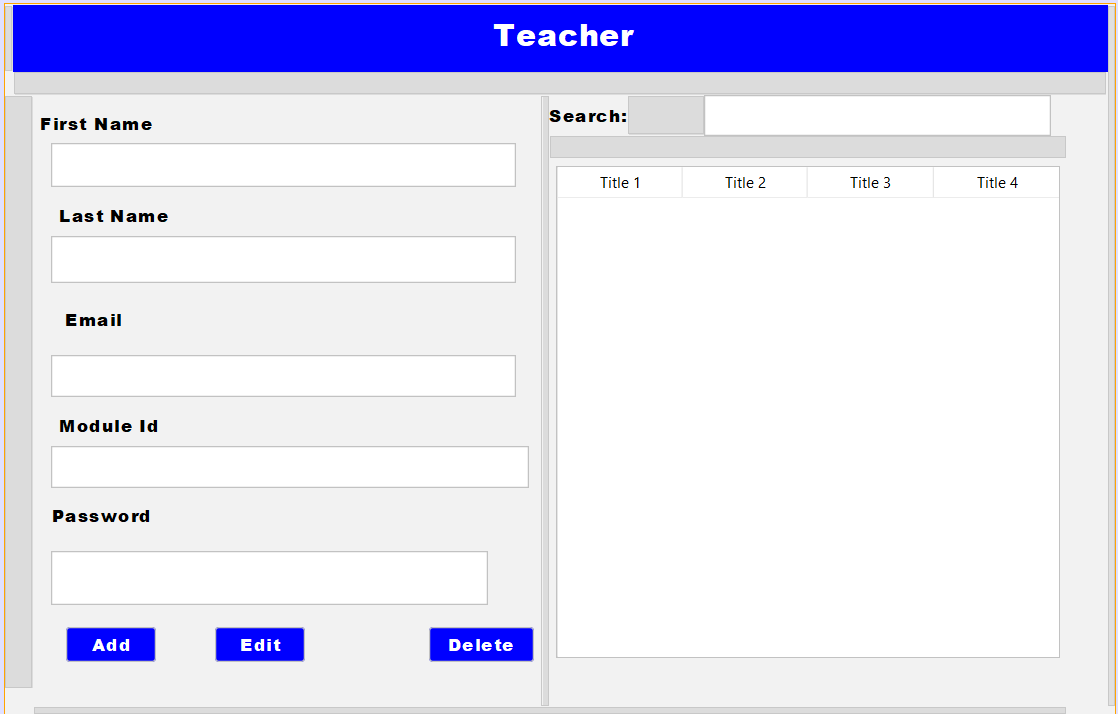 Teacher
First Name
Last Name
Email
Module Id
Password
Add Edit Delete
Search:
Title 1 Title 2 Title 3 Title 4